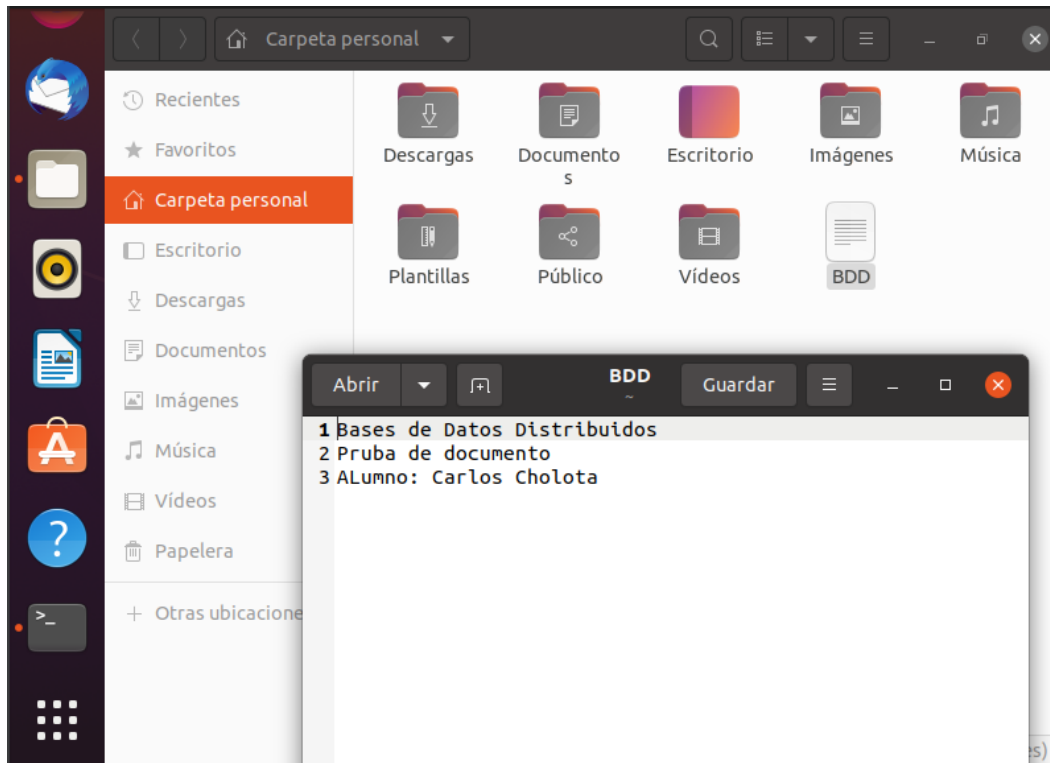 Carpeta personal
Recientes
Favoritos
Carpeta personal
Escritorio
Descargas
Documentos
Imágenes
Música
Vídeos
Papelera
+ Otras ubicacione
Descargas
Documento
s
Escritorio
Imágenes
Música
Plantillas
Público
Vídeos
BDD
Abrir
BDD
~
Guardar
1 Bases de Datos Distribuidos
2 Pruba de documento
3 ALumno: Carlos Cholota
es)